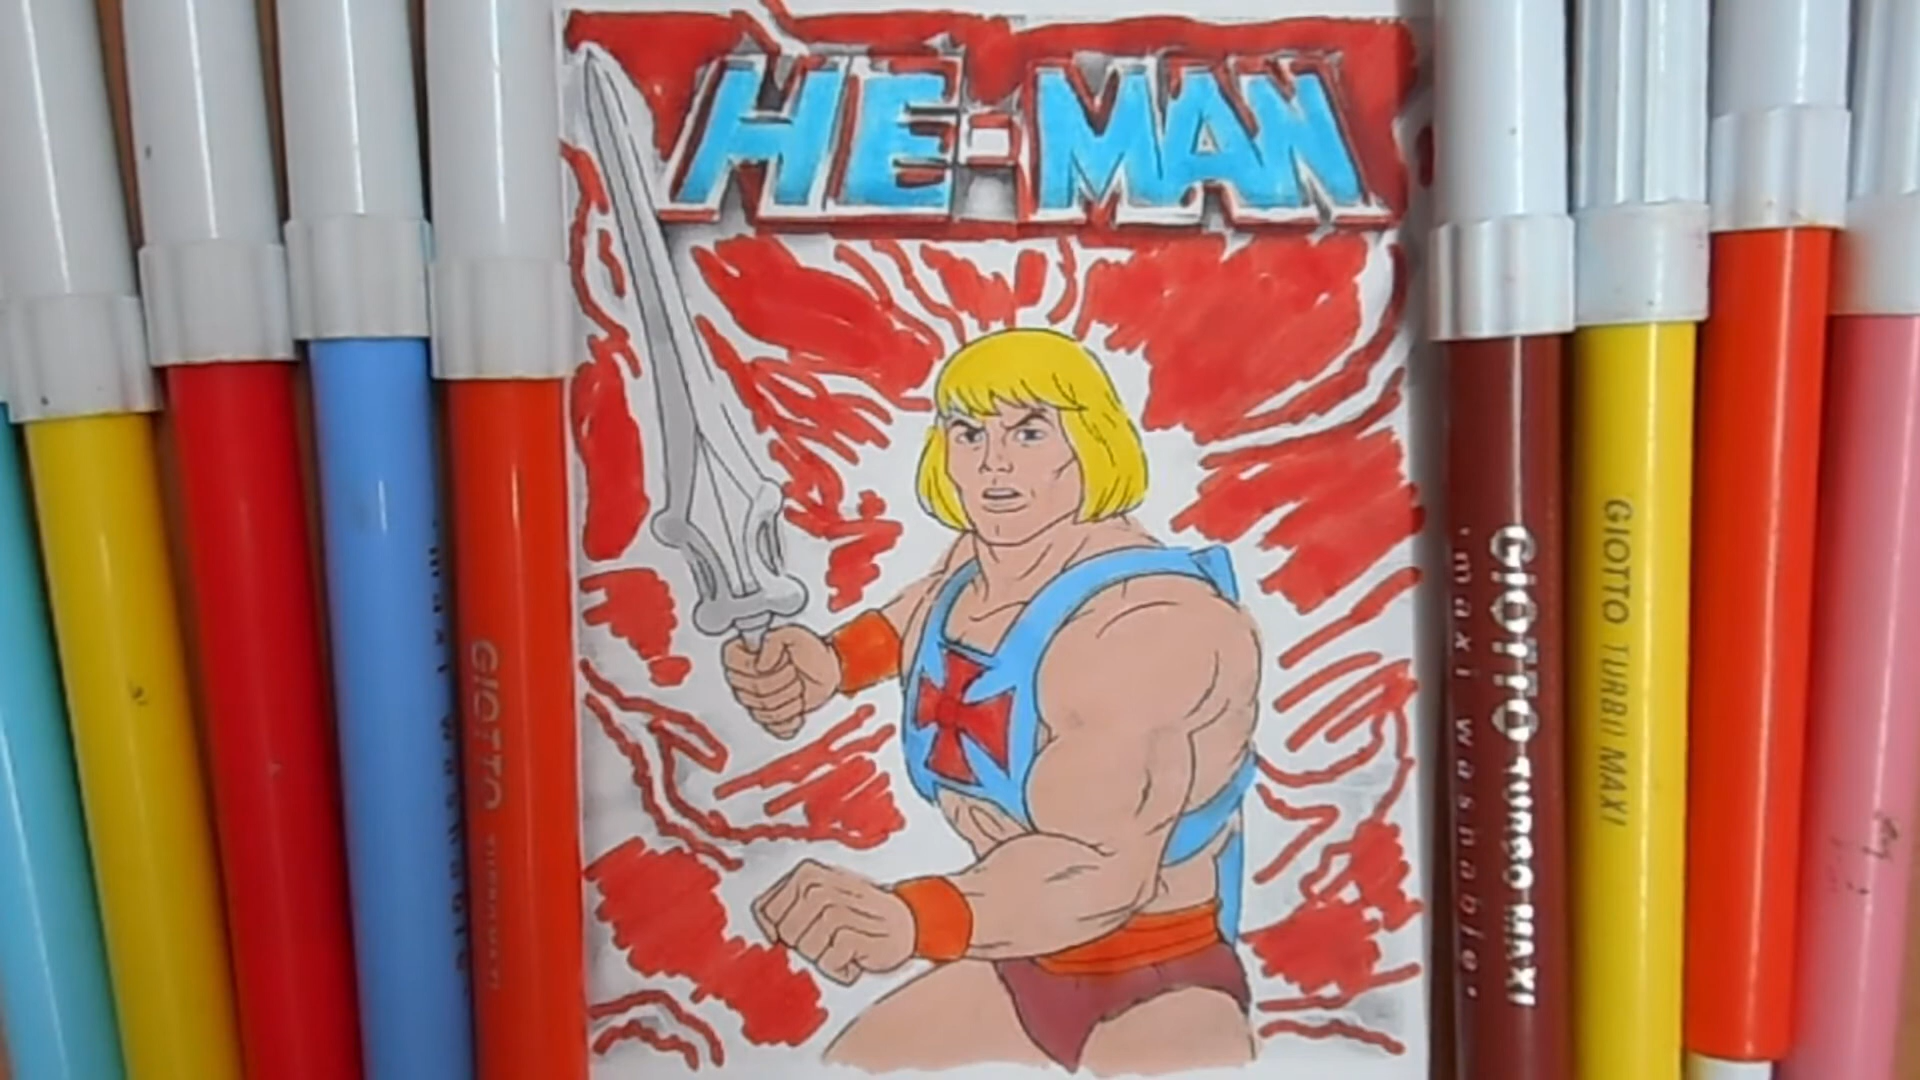 HE-MAN
GIOTTO
GIOTTO TURBO MAXI
'maxi washable'
GIOTTO TURBO MAXI